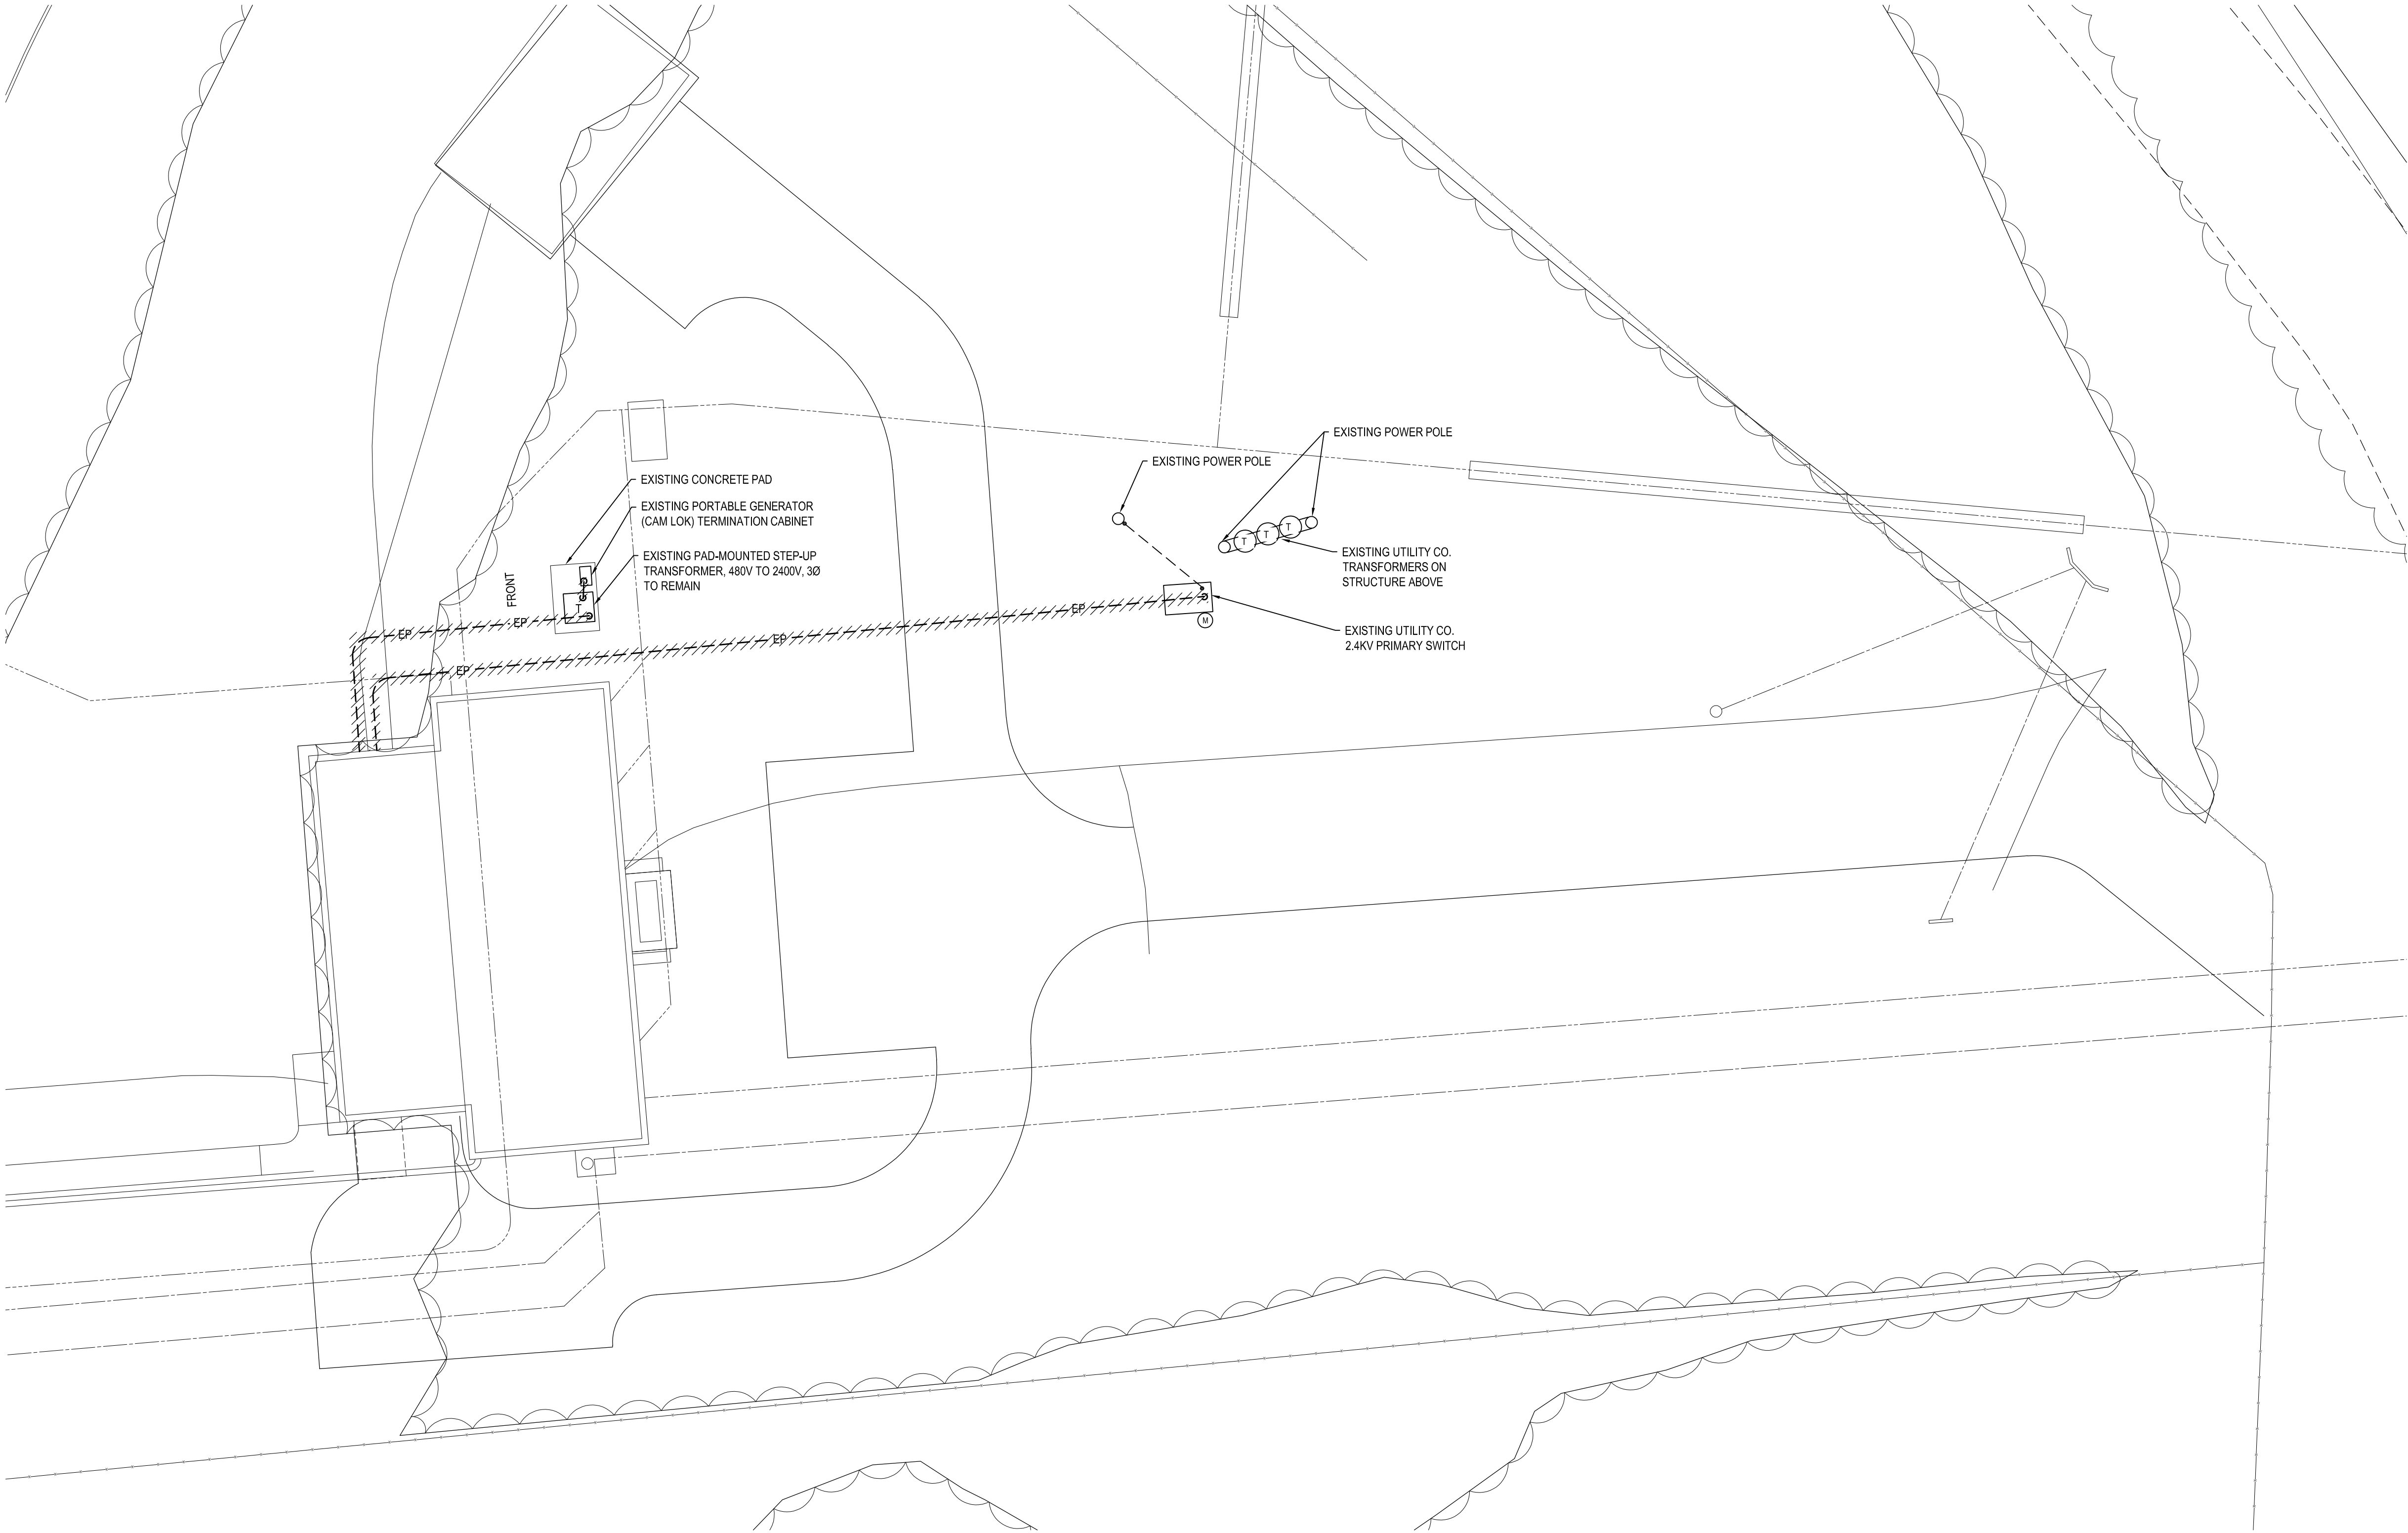 EXISTING POWER POLE
EXISTING POWER POLE
EXISTING CONCRETE PAD
EXISTING PORTABLE GENERATOR
(CAM LOK) TERMINATION CABINET
EXISTING PAD-MOUNTED STEP-UP
TRANSFORMER, 480V TO 2400V, 3Ø
TO REMAIN
T
T
T
EXISTING UTILITY CO.
TRANSFORMERS ON
STRUCTURE ABOVE
FRONT
T
EP
EP
EP
EP
EP
M
EXISTING UTILITY CO.
2.4KV PRIMARY SWITCH